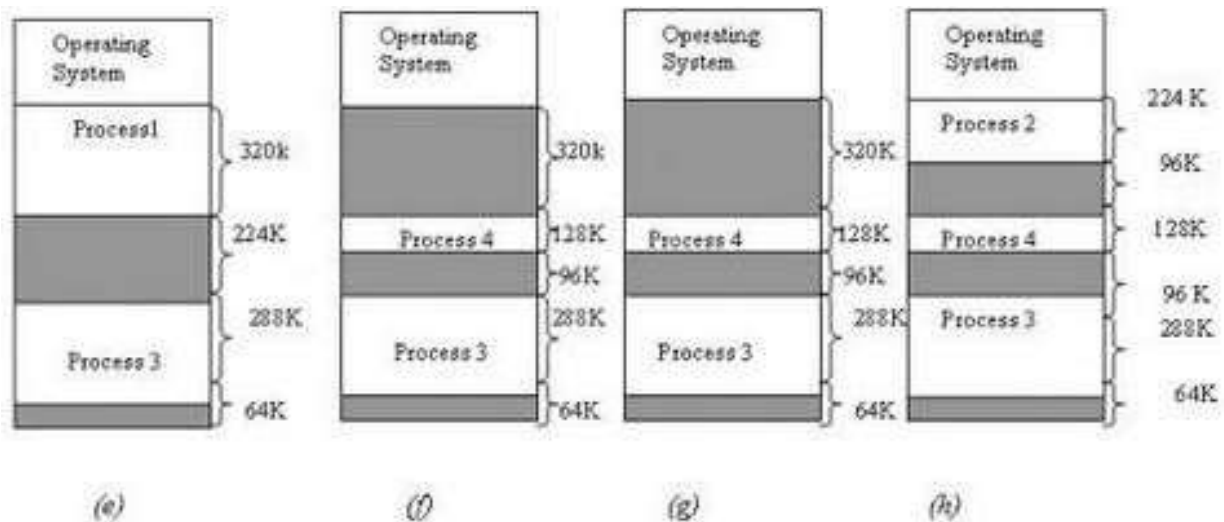 Operating
System
Process1
320k
224K
288K
Process 3
64K
(e)
Operating
System
320k
Process 4
128K
96K
288K
Process 3
64K
(f)
Operating
System
320K
Process 4
128K
96K
288K
Process 3
64K
(g)
Operating
System
224 K
Process 2
96K
128K
Process 4
96 K
Process 3
288K
64K
(h)